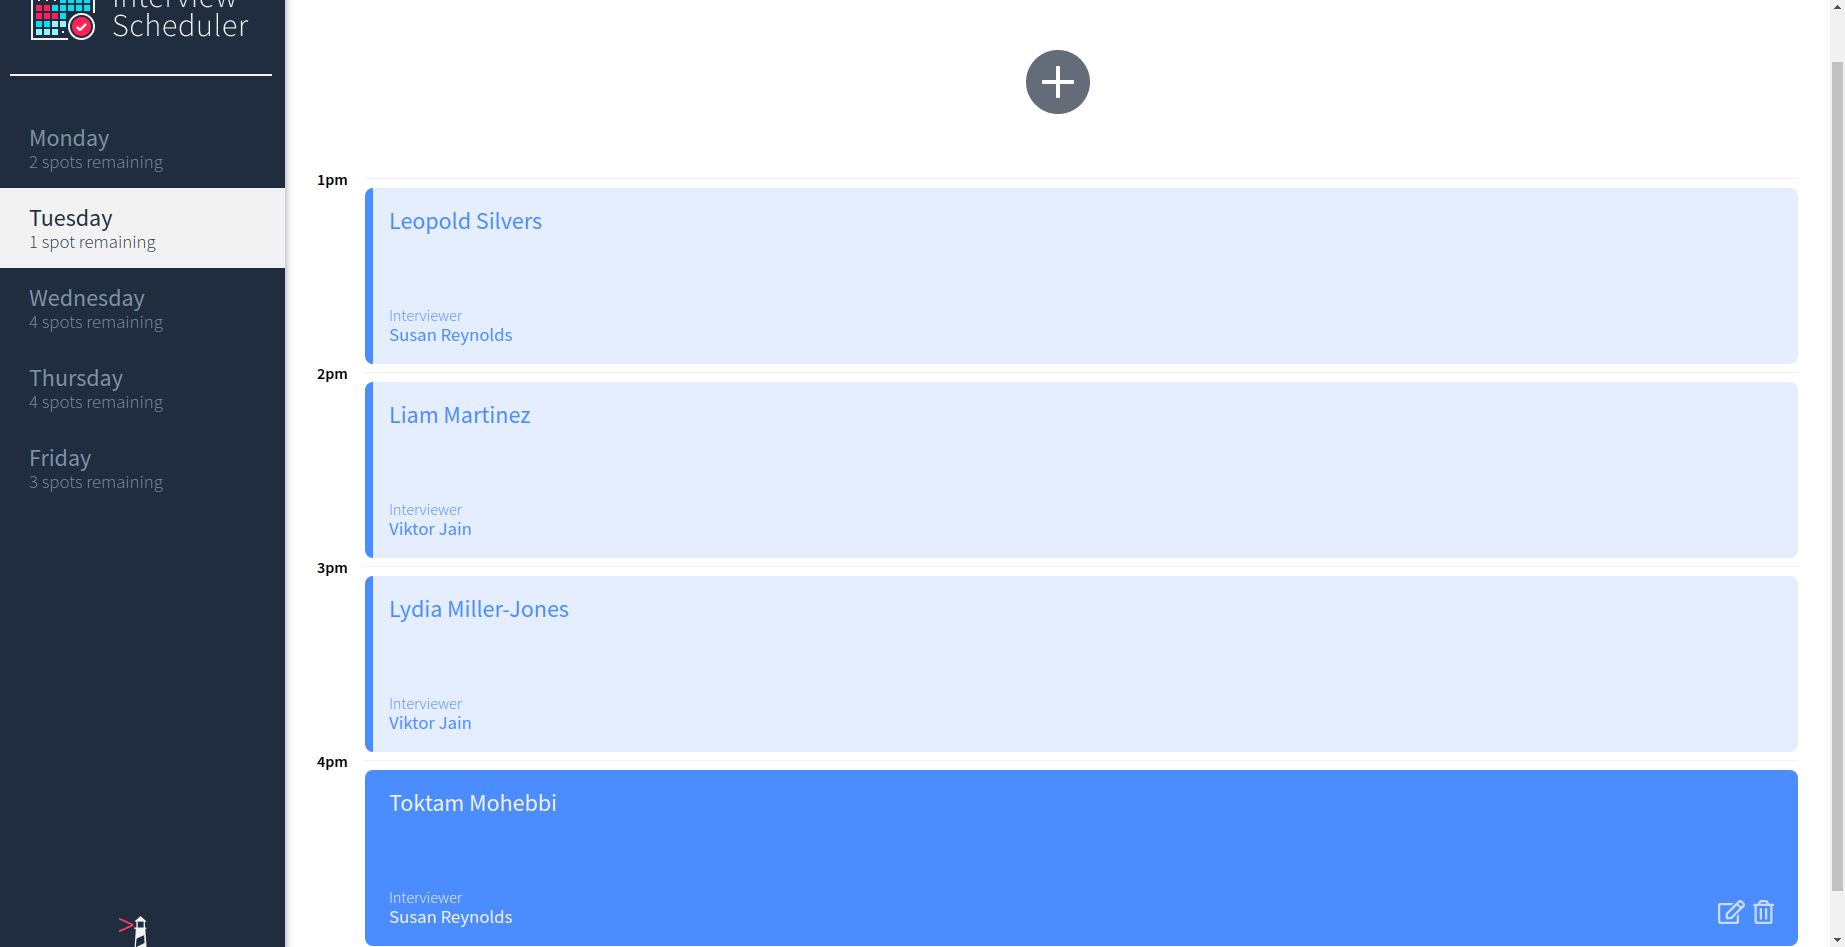 Interview
Scheduler
Monday
2 spots remaining
Tuesday
1 spot remaining
Wednesday
4 spots remaining
Thursday
4 spots remaining
Friday
3 spots remaining
1pm
Leopold Silvers
Interviewer
Susan Reynolds
2pm
Liam Martinez
Interviewer
Viktor Jain
3pm
Lydia Miller-Jones
Interviewer
Viktor Jain
4pm
Toktam Mohebbi
Interviewer
Susan Reynolds